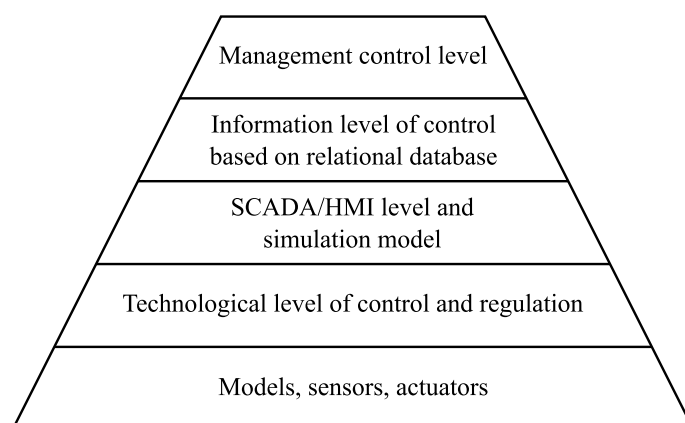 Management control level
Information level of control
based on relational database
SCADA/HMI level and
simulation model
Technological level of control and regulation
Models, sensors, actuators